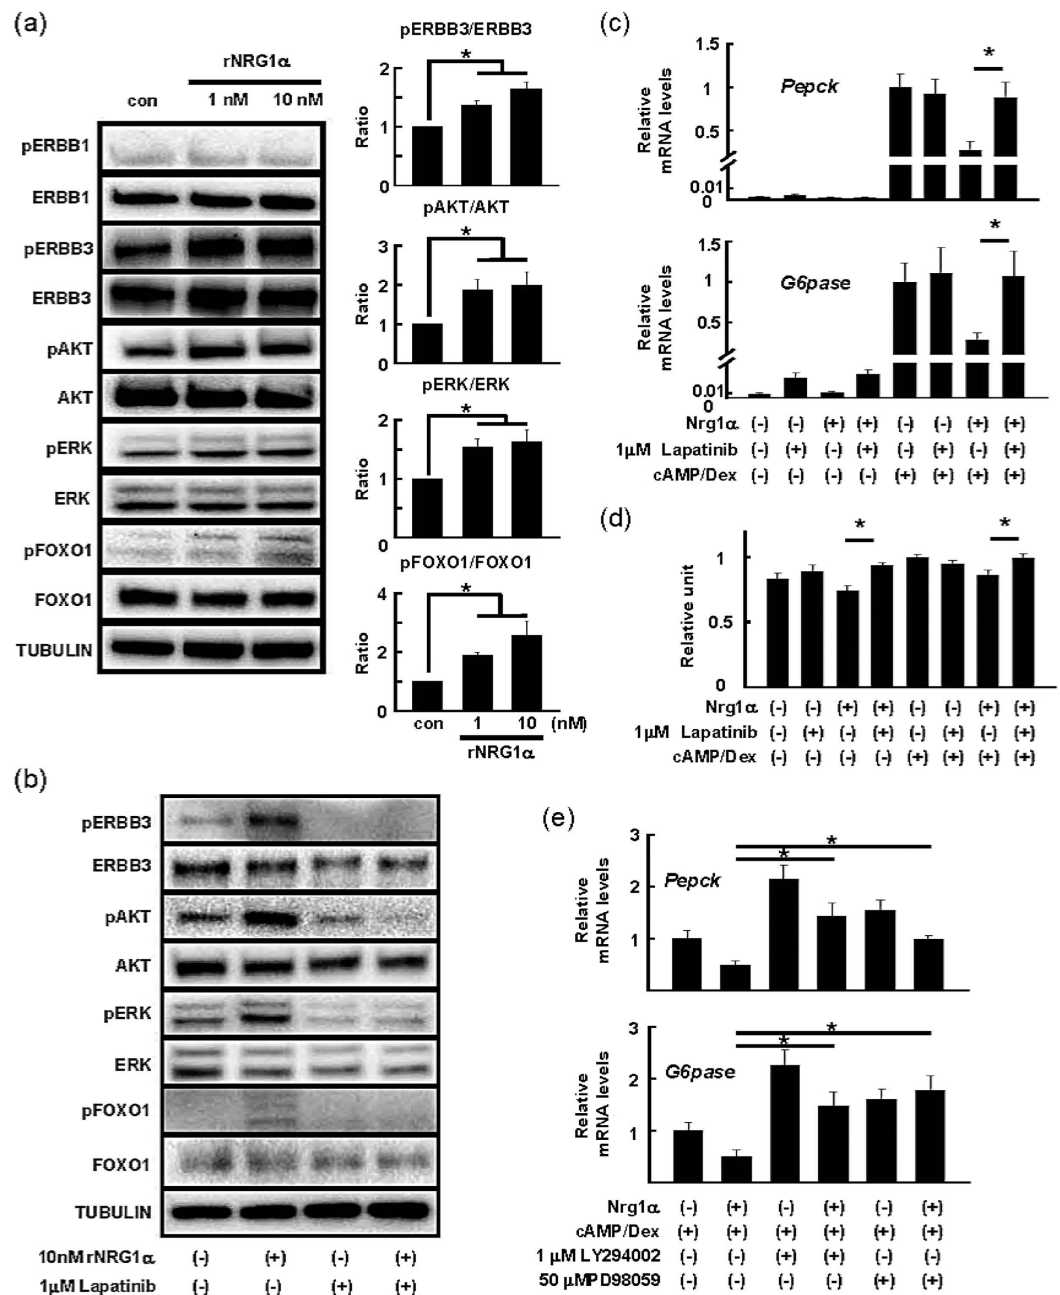 (a)
rNRG1α
con 1 nM 10 nM
pERBB1
ERBB1
pERBB3
ERBB3
pAKT
AKT
pERK
ERK
pFOXO1
FOXO1
TUBULIN
pERBB3/ERBB3
*
2
1
0
Ratio
pAKT/AKT
*
3
2
1
0
Ratio
pERK/ERK
*
2
1
0
Ratio
pFOXO1/FOXO1
*
4
2
1
0
Ratio
con 1 10 (nM)
rNRG1α
(b)
pERBB3
ERBB3
pAKT
AKT
pERK
ERK
pFOXO1
FOXO1
TUBULIN
10nM rNRG1α (-) (+) (-) (+)
1μM Lapatinib (-) (-) (+) (+)
(c)
Relative
mRNA levels
Pepck
*
1.5
1
0.5
0.01
0
Relative
mRNA levels
G6pase
*
1.5
1
0.5
0.01
0
Nrg1α (-) (-) (+) (+) (-) (-) (+) (+)
1μM Lapatinib (-) (+) (-) (+) (-) (+) (-) (+)
cAMP/Dex (-) (-) (-) (-) (+) (+) (+) (+)
(d)
Relative unit
* *
1
0.5
0
Nrg1α (-) (-) (+) (+) (-) (-) (+) (+)
1μM Lapatinib (-) (+) (-) (+) (-) (+) (-) (+)
cAMP/Dex (-) (-) (-) (-) (+) (+) (+) (+)
(e)
Relative
mRNA levels
Pepck
*
*
3
2
1
Relative
mRNA levels
G6pase
*
*
3
2
1
Nrg1α (-) (+) (-) (+) (-) (+)
cAMP/Dex (+) (+) (+) (+) (+) (+)
1 μM LY294002 (-) (-) (+) (+) (-) (-)
50 μMPD98059 (-) (-) (-) (-) (+) (+)